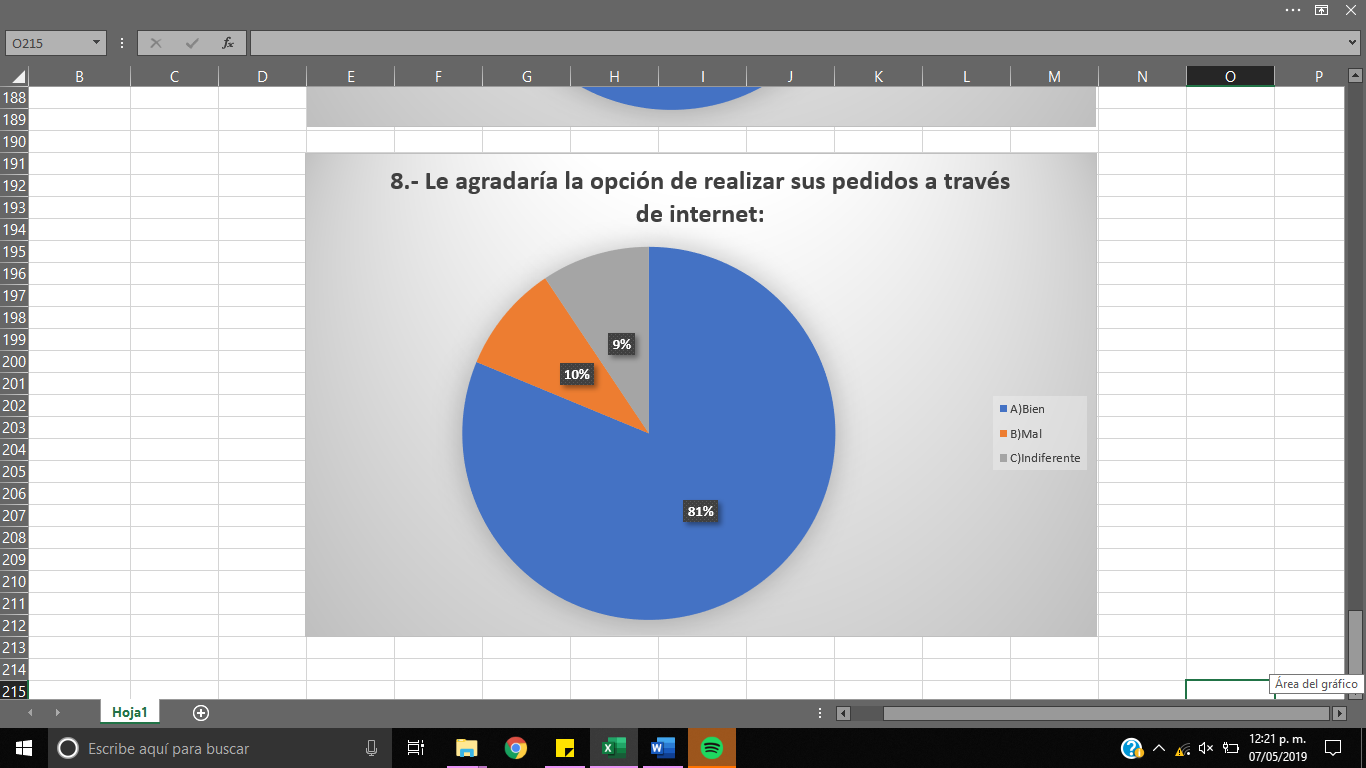 O215
fx
B C D E F G H I J K L M N O P
188
189
190
191
192
193
194
195
196
197
198
199
200
201
202
203
204
205
206
207
208
209
210
211
212
213
214
215
8.- Le agradaría la opción de realizar sus pedidos a través
de internet:
9%
10%
81%
A)Bien
B)Mal
C)Indiferente
Área del gráfico
Hoja1
Escribe aquí para buscar
12:21 p. m.
07/05/2019